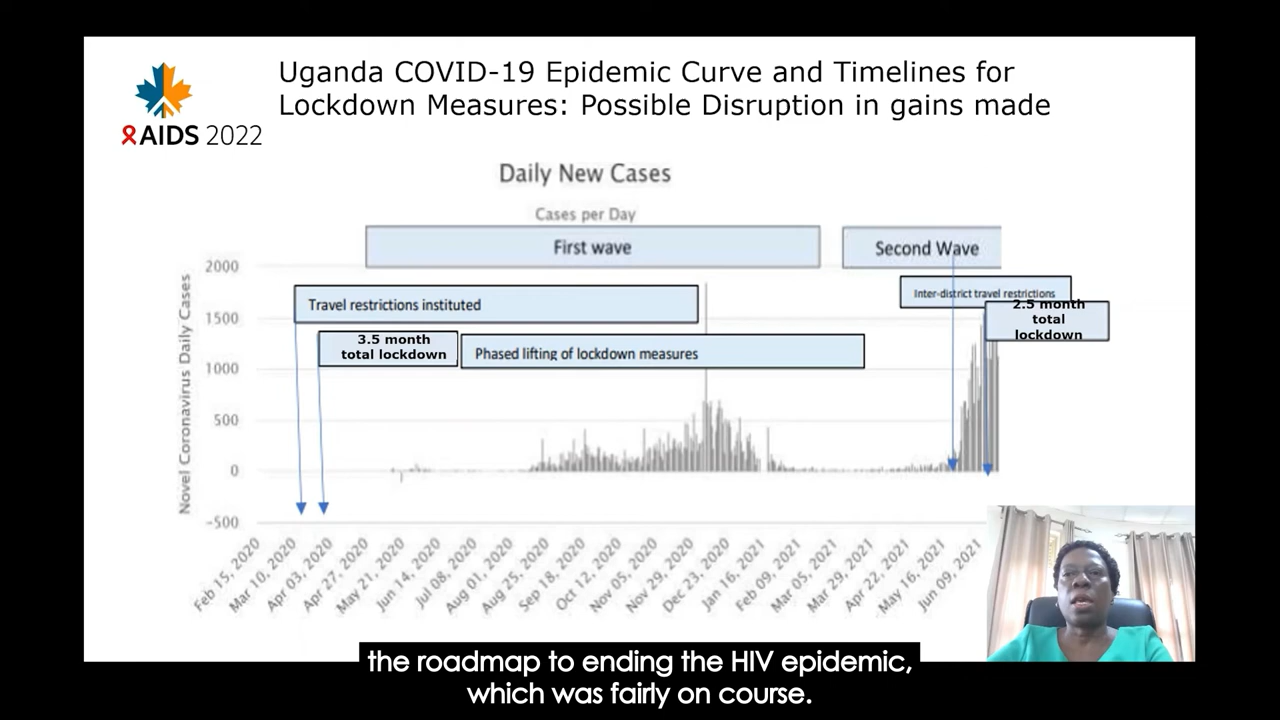 Uganda COVID-19 Epidemic Curve and Timelines for
Lockdown Measures: Possible Disruption in gains made
AIDS 2022
Daily New Cases
Cases per Day
First wave
Second Wave
Novel Coronavirus Daily Cases
2000
1500
1000
500
0
-500
Travel restrictions instituted
Inter-district travel restrictions
2.5 month
total
lockdown
3.5 month
total lockdown
Phased lifting of lockdown measures
Feb 15, 2020
Mar 10, 2020
Apr 03, 2020
Apr 27, 2020
May 21, 2020
Jun 14, 2020
Jul 08, 2020
Aug 01, 2020
Aug 25, 2020
Sep 18, 2020
Oct 12, 2020
Nov 05, 2020
Nov 29, 2020
Dec 23, 2020
Jan 16, 2021
Feb 09, 2021
Mar 05, 2021
Mar 29, 2021
Apr 22, 2021
May 16, 2021
Jun 09, 2021
the roadmap to ending the HIV epidemic,
which was fairly on course.